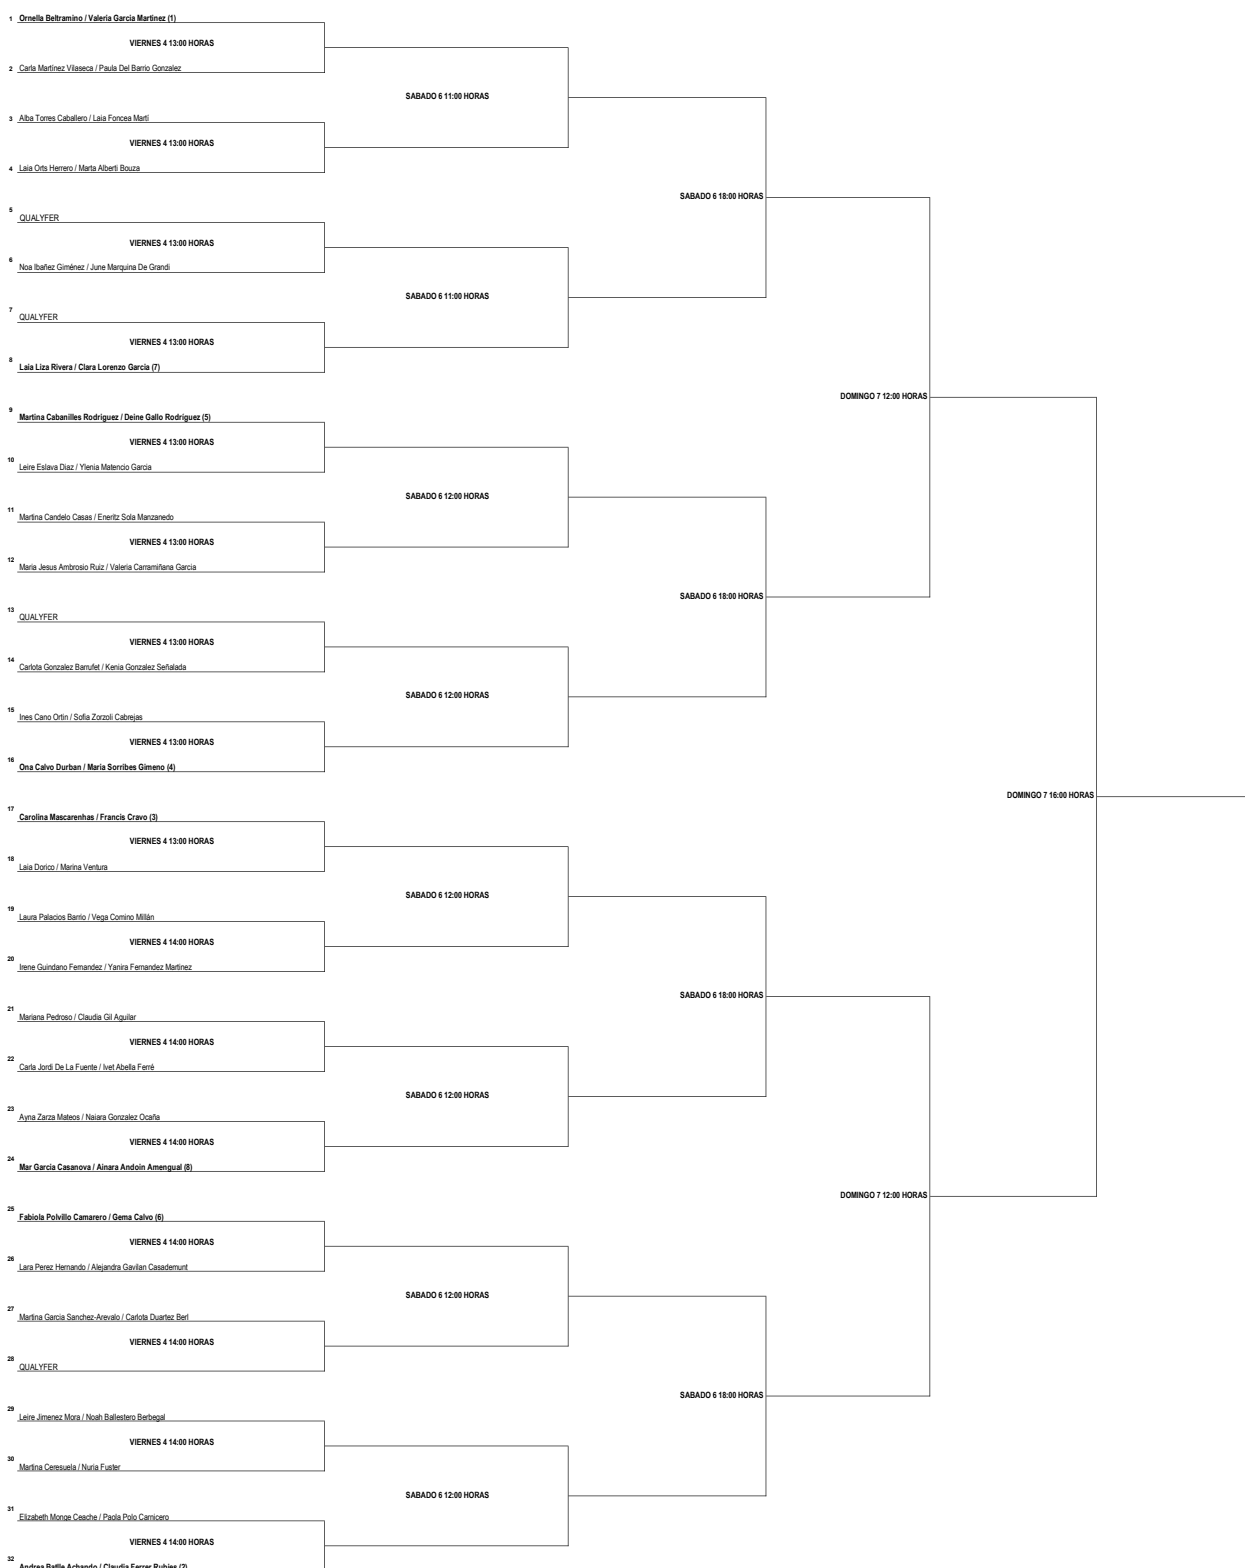 1 Ornella Beltramino / Valeria Garcia Martinez (1)
VIERNES 4 13:00 HORAS
2 Carla Martínez Vilaseca / Paula Del Barrio Gonzalez
SABADO 6 11:00 HORAS
3 Alba Torres Caballero / Laia Foncea Martí
VIERNES 4 13:00 HORAS
4 Laia Orts Herrero / Marta Alberti Bouza
SABADO 6 18:00 HORAS
5 QUALYFER
VIERNES 4 13:00 HORAS
6 Noa Ibañez Giménez / June Marquina De Grandi
SABADO 6 11:00 HORAS
7 QUALYFER
VIERNES 4 13:00 HORAS
8 Laia Liza Rivera / Clara Lorenzo Garcia (7)
DOMINGO 7 12:00 HORAS
9 Martina Cabanilles Rodriguez / Deine Gallo Rodríguez (5)
VIERNES 4 13:00 HORAS
10 Leire Eslava Diaz / Ylenia Matencio Garcia
SABADO 6 12:00 HORAS
11 Martina Candelo Casas / Eneritz Sola Manzanedo
VIERNES 4 13:00 HORAS
12 Maria Jesus Ambrosio Ruiz / Valeria Carramiñana Garcia
SABADO 6 18:00 HORAS
13 QUALYFER
VIERNES 4 13:00 HORAS
14 Carlota Gonzalez Barrufet / Kenia Gonzalez Señalada
SABADO 6 12:00 HORAS
15 Ines Cano Ortin / Sofia Zorzoli Cabrejas
VIERNES 4 13:00 HORAS
16 Ona Calvo Durban / Maria Sorribes Gimeno (4)
DOMINGO 7 16:00 HORAS
17 Carolina Mascarenhas / Francis Cravo (3)
VIERNES 4 13:00 HORAS
18 Laia Dorico / Marina Ventura
SABADO 6 12:00 HORAS
19 Laura Palacios Barrio / Vega Comino Millán
VIERNES 4 14:00 HORAS
20 Irene Guindano Fernandez / Yanira Fernandez Martinez
SABADO 6 18:00 HORAS
21 Mariana Pedroso / Claudia Gil Aguilar
VIERNES 4 14:00 HORAS
22 Carla Jordi De La Fuente / Ivet Abella Ferré
SABADO 6 12:00 HORAS
23 Ayna Zarza Mateos / Naiara Gonzalez Ocaña
VIERNES 4 14:00 HORAS
24 Mar Garcia Casanova / Ainara Andoin Amengual (8)
DOMINGO 7 12:00 HORAS
25 Fabiola Polvillo Camarero / Gema Calvo (6)
VIERNES 4 14:00 HORAS
26 Lara Perez Hernando / Alejandra Gavilan Casademunt
SABADO 6 12:00 HORAS
27 Martina Garcia Sanchez-Arevalo / Carlota Duartez Berl
VIERNES 4 14:00 HORAS
28 QUALYFER
SABADO 6 18:00 HORAS
29 Leire Jimenez Mora / Noah Ballestero Berbegal
VIERNES 4 14:00 HORAS
30 Martina Ceresuela / Nuria Fuster
SABADO 6 12:00 HORAS
31 Elizabeth Monge Ceache / Paola Polo Carnicero
VIERNES 4 14:00 HORAS
32 Andrea Batlle Achando / Claudia Ferrer Rubies (2)